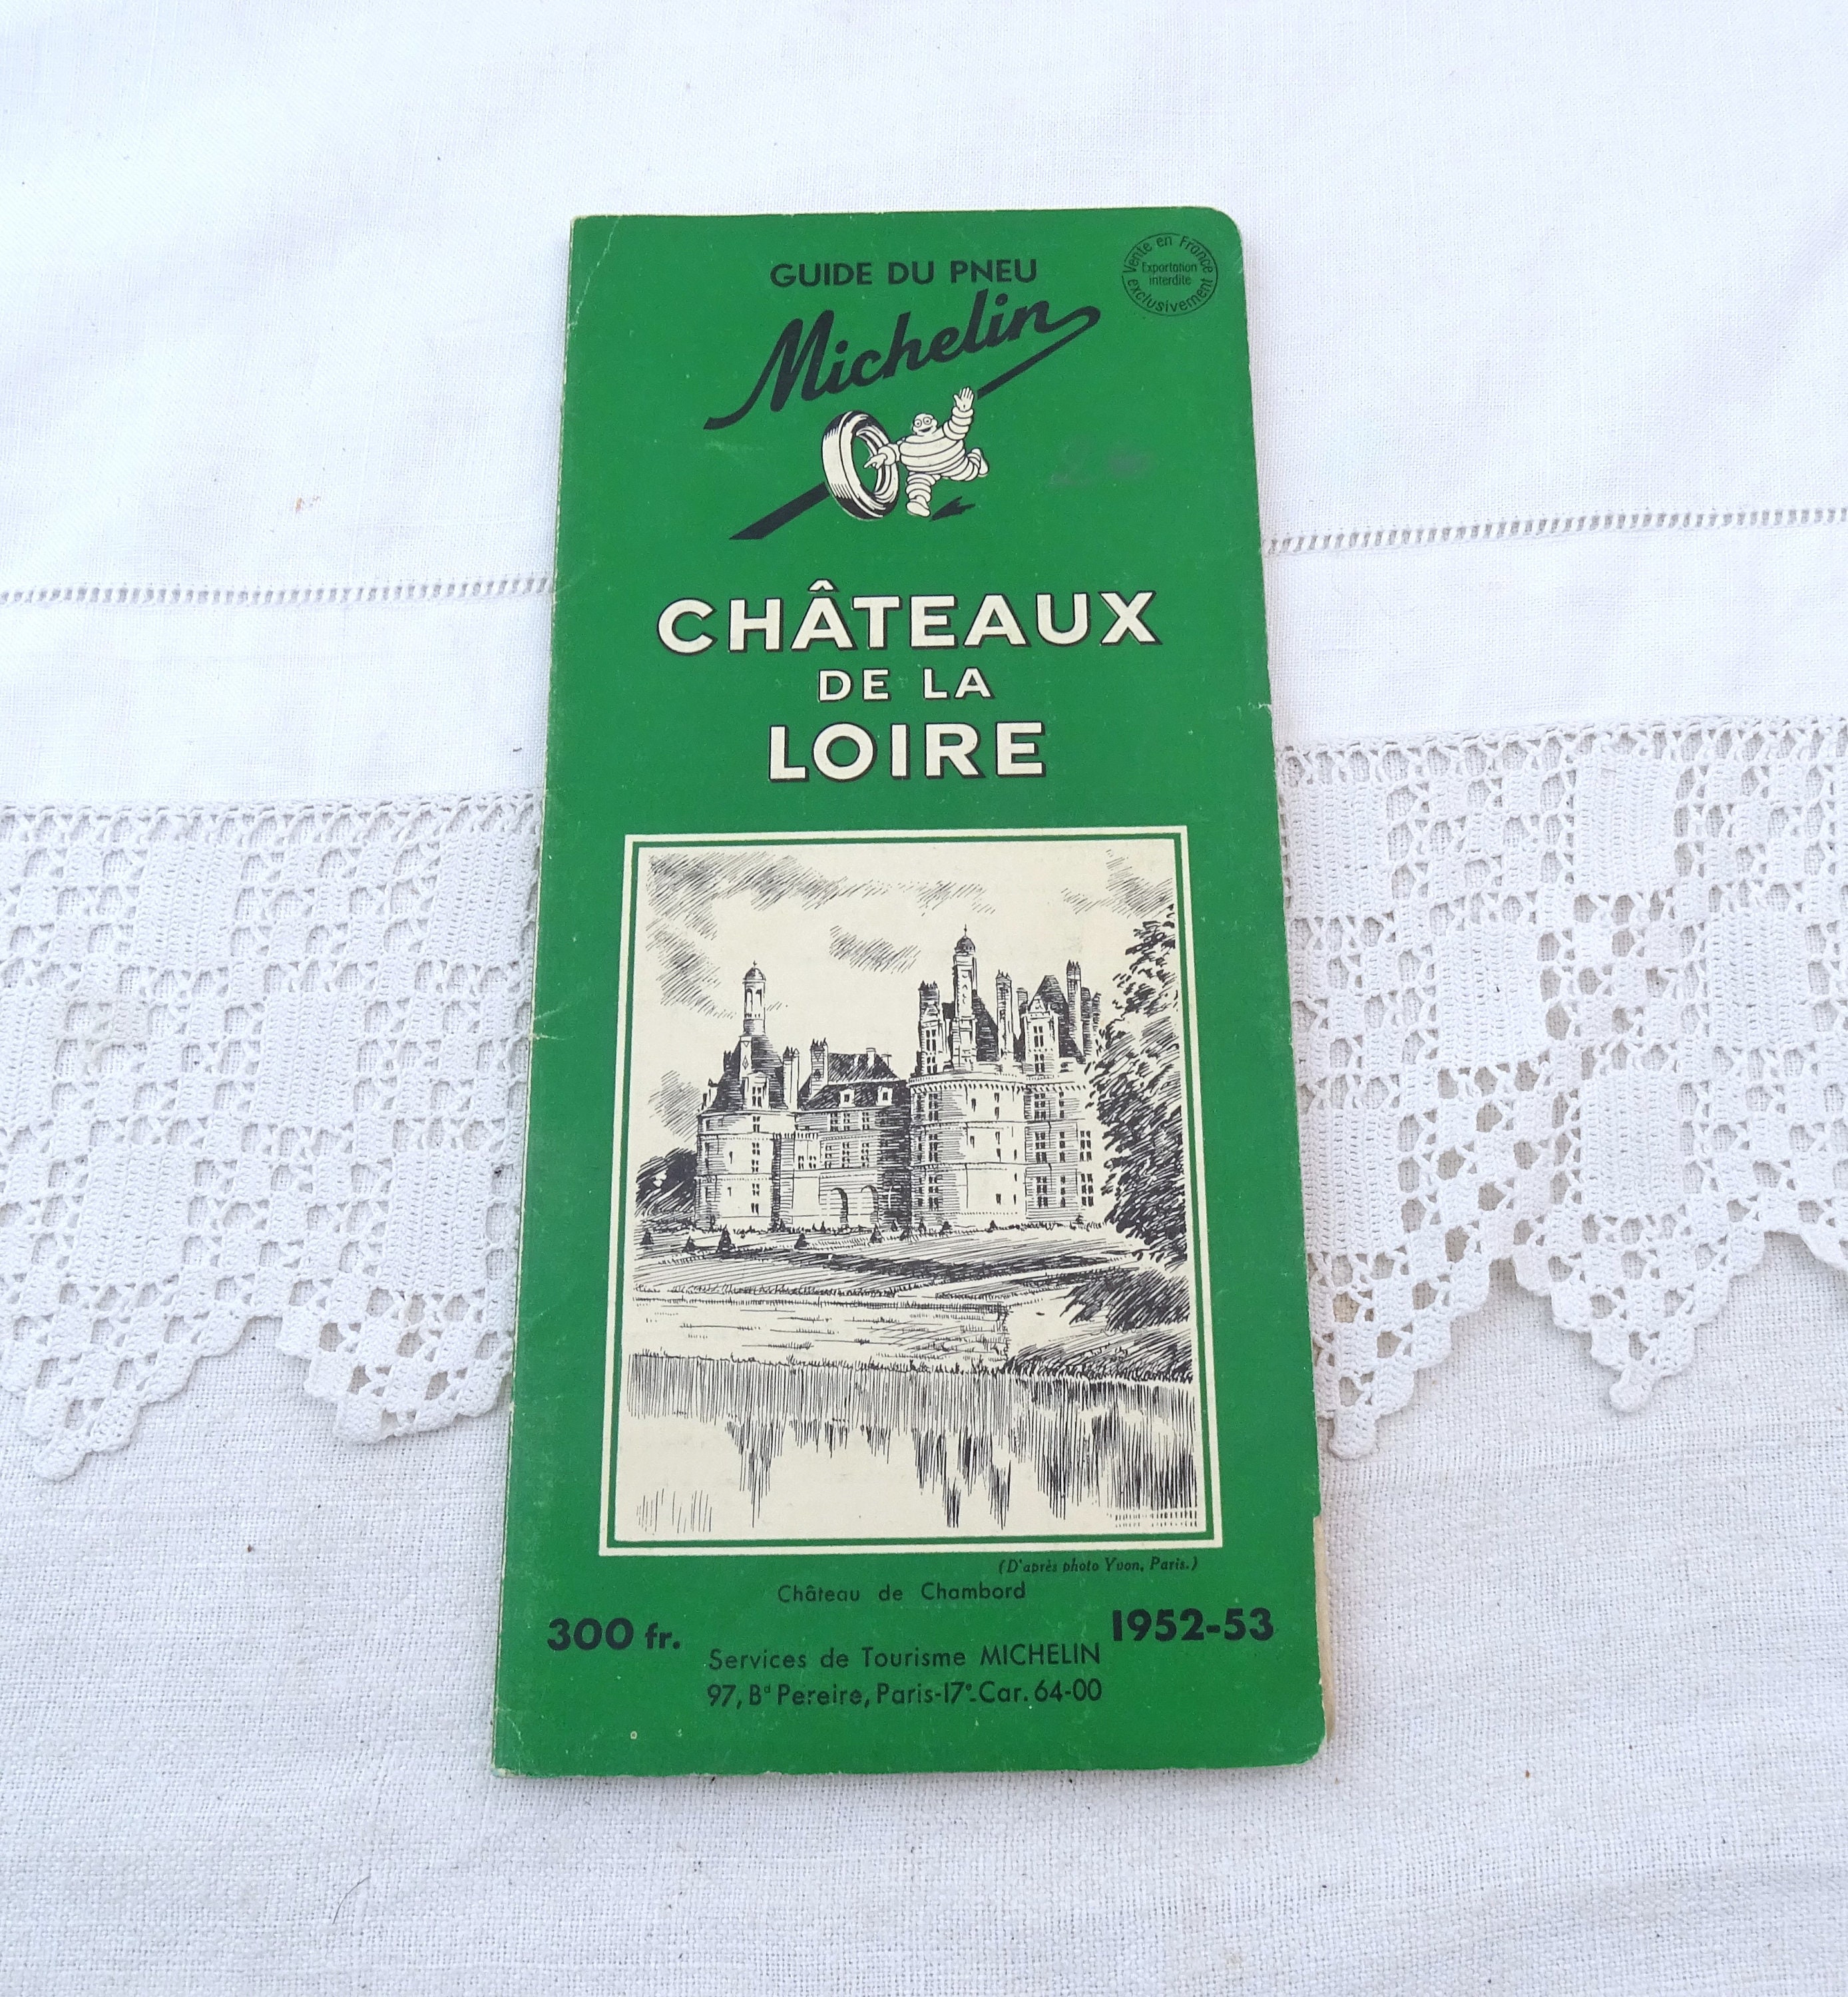 GUIDE DU PNEU
Vente en France
Exportation
interdite
exclusivement
Michelin
CHÂTEAUX
DE LA
LOIRE
(D'après photo Yvon, Paris.)
Château de Chambord
300 fr.
1952-53
Services de Tourisme MICHELIN
97, Bd Pereire, Paris-17e-Car. 64-00